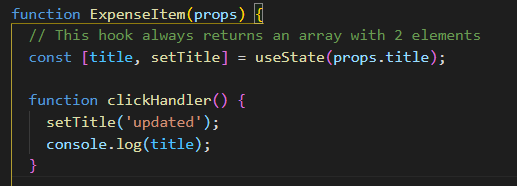 function ExpenseItem(props) {
// This hook always returns an array with 2 elements
const [title, setTitle] = useState(props.title);
function clickHandler() {
setTitle('updated');
console.log(title);
}